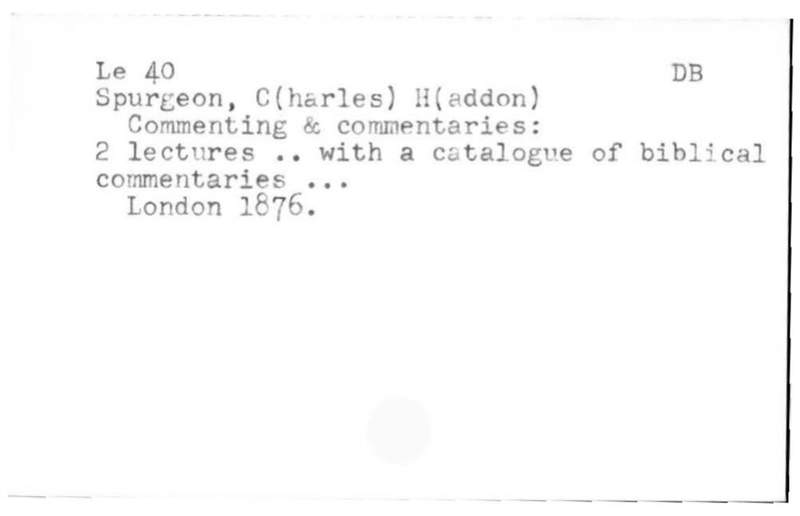 Le 40 DB
Spurgeon, C(harles) H(addon)
Commenting & commentaries:
2 lectures .. with a catalogue of biblical
commentaries ...
London 1876.